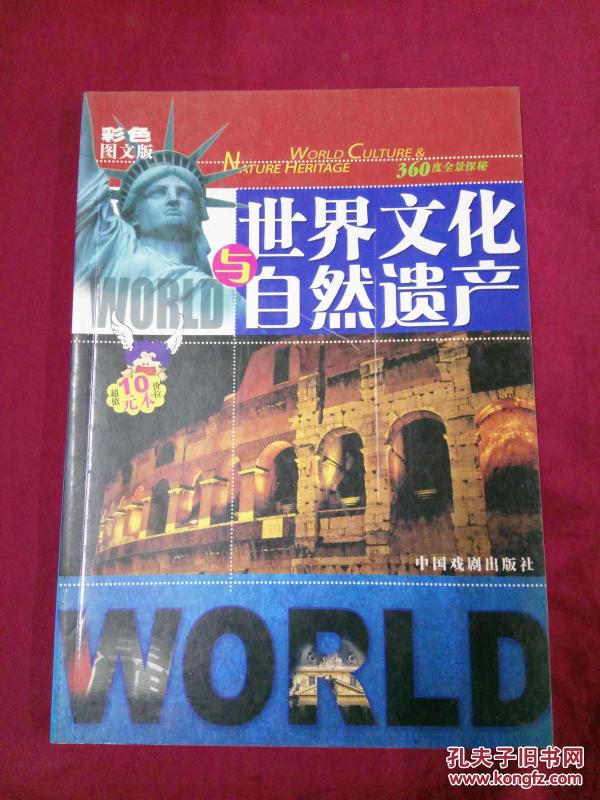 彩色
图文版
WORLD CULTURE &
NATURE HERITAGE
360度全景探秘
世界文化
与
自然遗产
WORLD
超值
10元本
价位
中国戏剧出版社
WORLD
孔夫子旧书网
www.kongfz.com